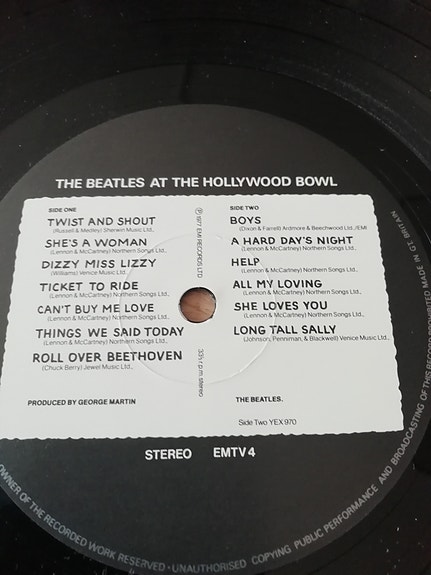 THE BEATLES AT THE HOLLYWOOD BOWL
SIDE ONE
TWIST AND SHOUT
(Russell & Medley) Sherwin Music Ltd.,
SHE'S A WOMAN
(Lennon & McCartney) Northern Songs Ltd.,
DIZZY MISS LIZZY
(Williams) Venice Music Ltd.,
TICKET TO RIDE
(Lennon & McCartney) Northern Songs Ltd.,
CAN'T BUY ME LOVE
(Lennon & McCartney) Northern Songs Ltd.,
THINGS WE SAID TODAY
(Lennon & McCartney) Northern Songs Ltd.,
ROLL OVER BEETHOVEN
(Chuck Berry) Jewel Music Ltd.,
PRODUCED BY GEORGE MARTIN
Ⓟ 1977 EMI RECORDS LTD
33⅓ r.p.m. stereo
SIDE TWO
BOYS
(Dixon & Farrell) Ardmore & Beechwood Ltd./EMI
A HARD DAY'S NIGHT
(Lennon & McCartney) Northern Songs Ltd.,
HELP
(Lennon & McCartney) Northern Songs Ltd.,
ALL MY LOVING
(Lennon & McCartney) Northern Songs Ltd.,
SHE LOVES YOU
(Lennon & McCartney) Northern Songs Ltd.,
LONG TALL SALLY
(Johnson, Penniman, & Blackwell) Venice Music Ltd.,
THE BEATLES.
Side Two YEX 970
STEREO EMTV 4
OWNER OF THE RECORDED WORK RESERVED · UNAUTHORISED COPYING PUBLIC PERFORMANCE AND BROADCASTING OF THIS RECORD PROHIBITED MADE IN GT. BRITAIN